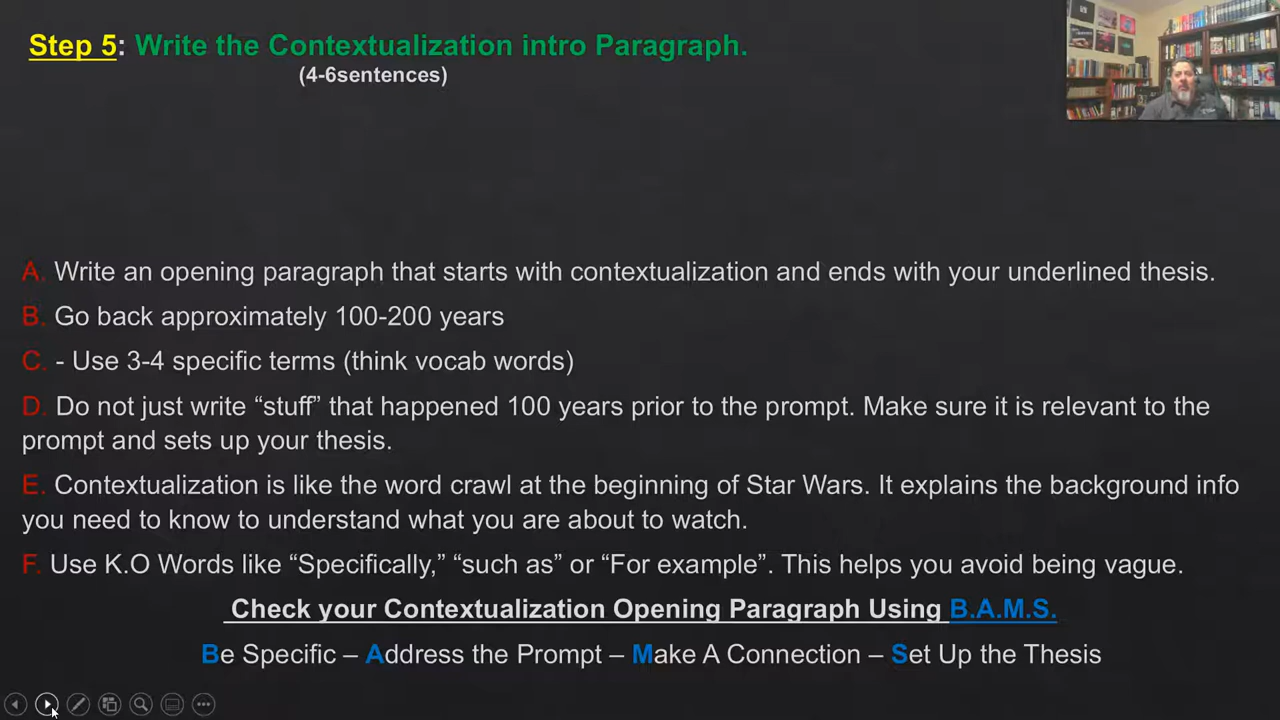 Step 5: Write the Contextualization intro Paragraph.
(4-6sentences)
A. Write an opening paragraph that starts with contextualization and ends with your underlined thesis.
B. Go back approximately 100-200 years
C. - Use 3-4 specific terms (think vocab words)
D. Do not just write “stuff” that happened 100 years prior to the prompt. Make sure it is relevant to the
prompt and sets up your thesis.
E. Contextualization is like the word crawl at the beginning of Star Wars. It explains the background info
you need to know to understand what you are about to watch.
F. Use K.O Words like “Specifically,” “such as” or “For example”. This helps you avoid being vague.
Check your Contextualization Opening Paragraph Using B.A.M.S.
Be Specific – Address the Prompt – Make A Connection – Set Up the Thesis